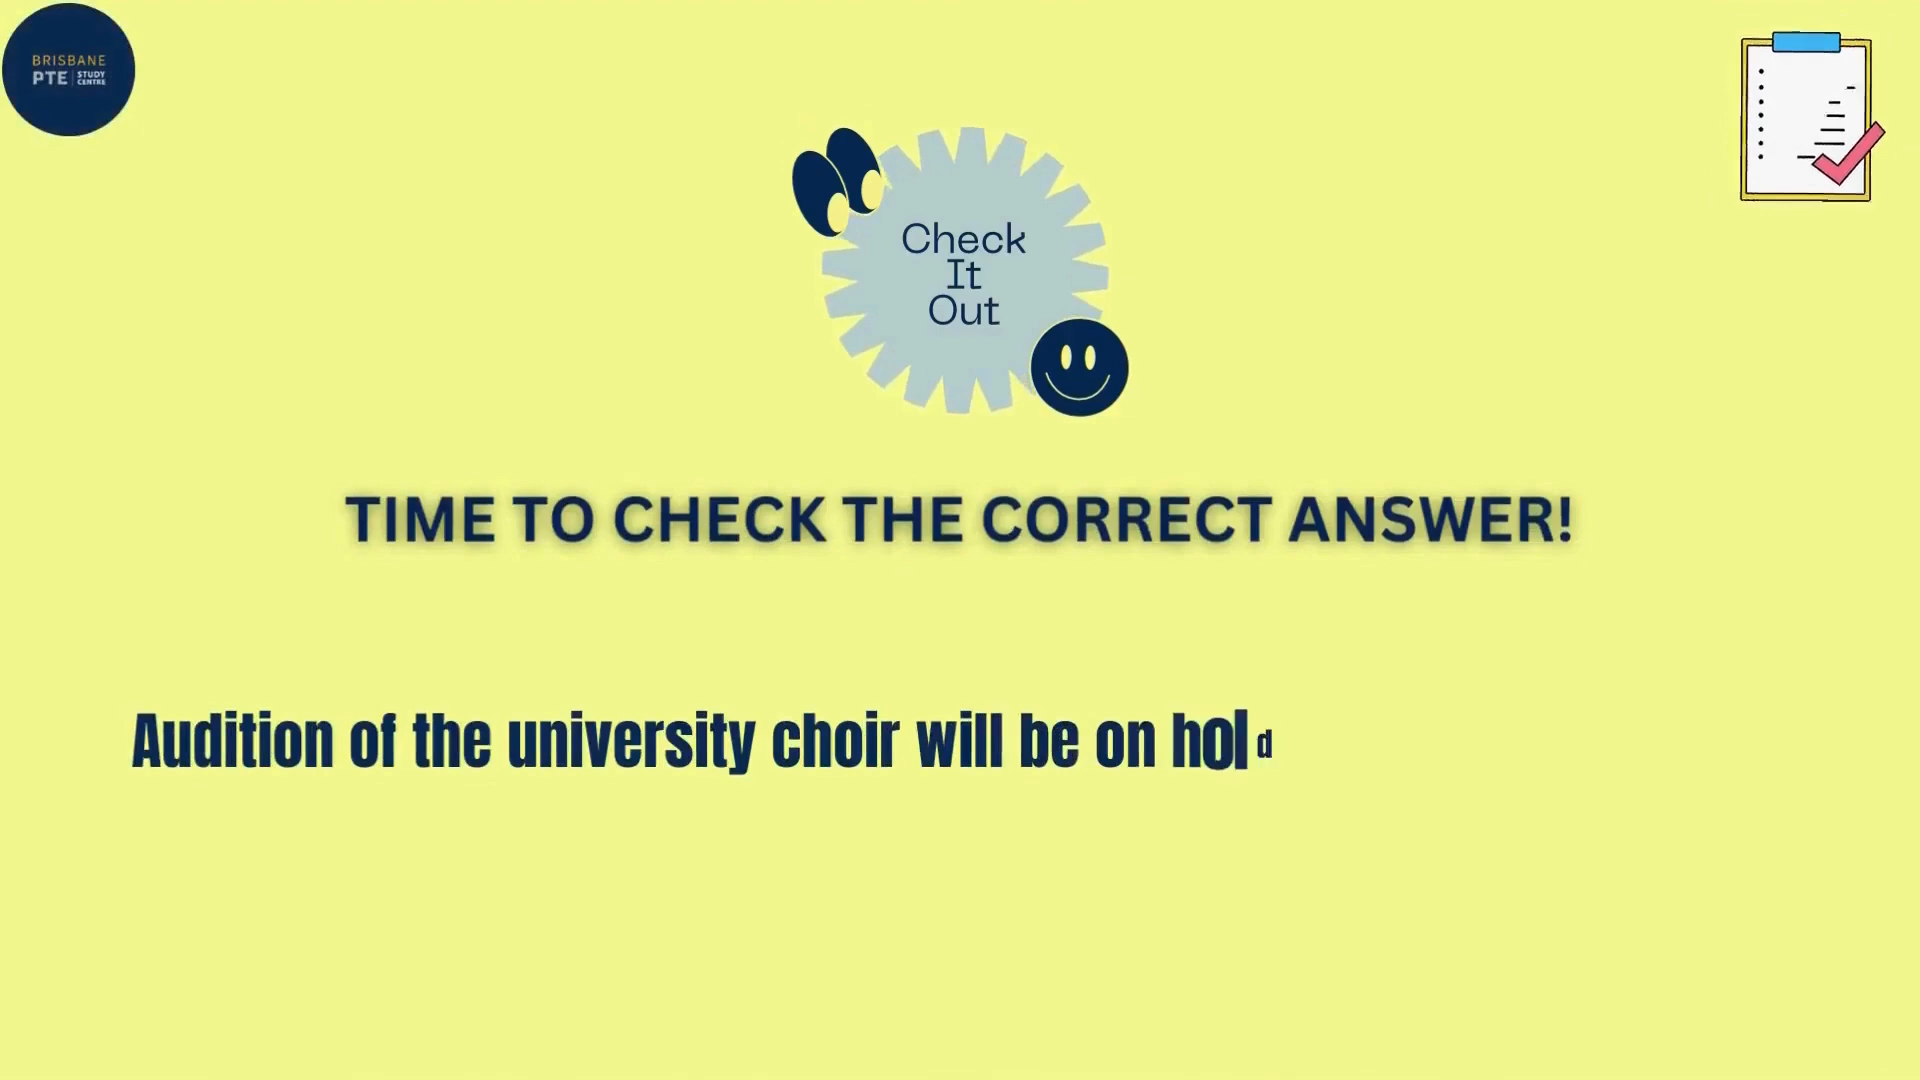 BRISBANE
PTE | STUDY CENTRE
Check
It
Out
TIME TO CHECK THE CORRECT ANSWER!
Audition of the university choir will be on hold